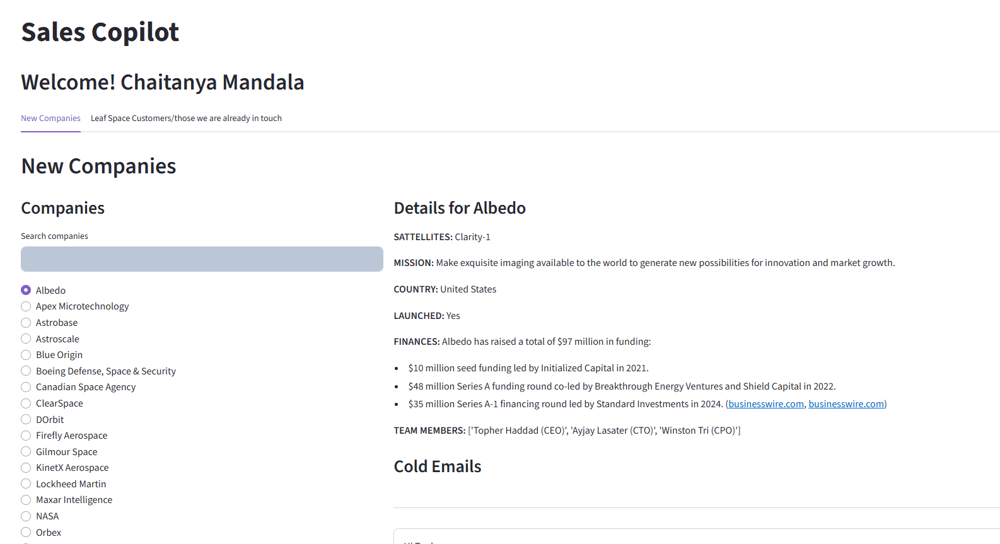 Sales Copilot
Welcome! Chaitanya Mandala
New Companies
Leaf Space Customers/those we are already in touch
New Companies
Companies
Search companies
Albedo
Apex Microtechnology
Astrobase
Astroscale
Blue Origin
Boeing Defense, Space & Security
Canadian Space Agency
ClearSpace
DOrbit
Firefly Aerospace
Gilmour Space
KinetX Aerospace
Lockheed Martin
Maxar Intelligence
NASA
Orbex
Details for Albedo
SATTELLITES: Clarity-1
MISSION: Make exquisite imaging available to the world to generate new possibilities for innovation and market growth.
COUNTRY: United States
LAUNCHED: Yes
FINANCES: Albedo has raised a total of $97 million in funding:
• $10 million seed funding led by Initialized Capital in 2021.
• $48 million Series A funding round co-led by Breakthrough Energy Ventures and Shield Capital in 2022.
• $35 million Series A-1 financing round led by Standard Investments in 2024. (businesswire.com, businesswire.com)
TEAM MEMBERS: ['Topher Haddad (CEO)', 'Ayjay Lasater (CTO)', 'Winston Tri (CPO)']
Cold Emails